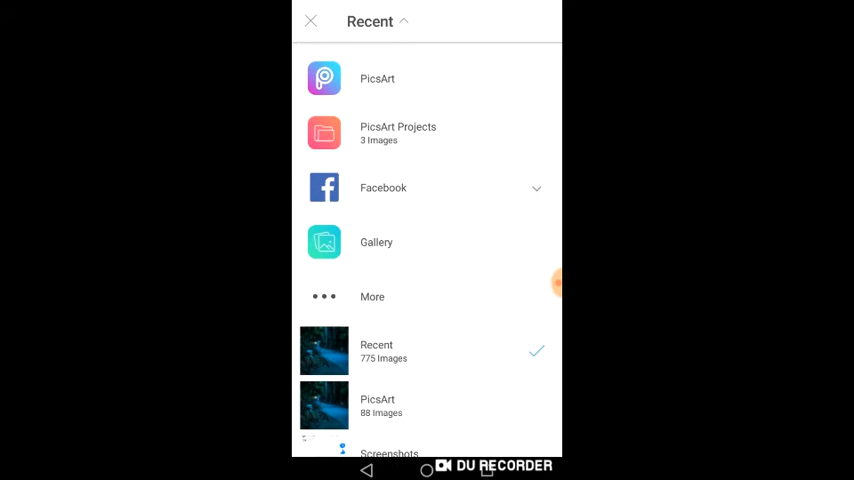 Recent
PicsArt
PicsArt Projects
3 Images
Facebook
Gallery
More
Recent
775 Images
PicsArt
88 Images
Screenshots
DU RECORDER